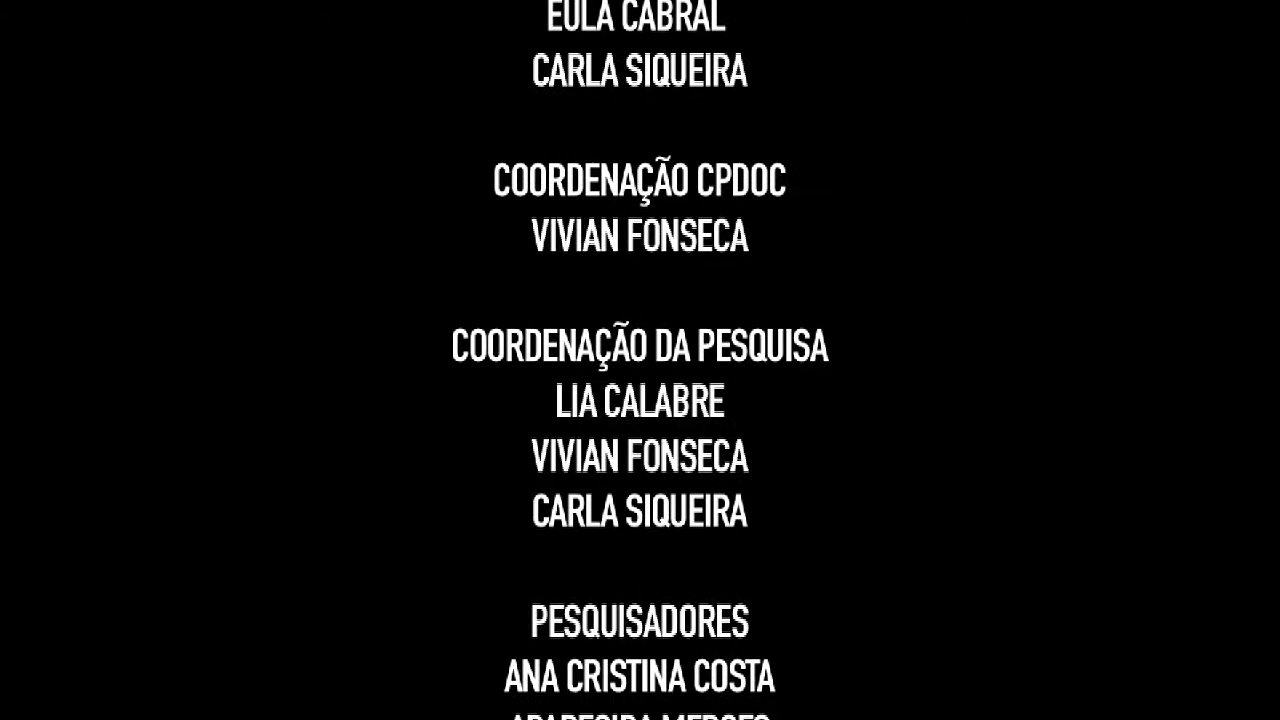 EULA CABRAL
CARLA SIQUEIRA
COORDENAÇÃO CPDOC
VIVIAN FONSECA
COORDENAÇÃO DA PESQUISA
LIA CALABRE
VIVIAN FONSECA
CARLA SIQUEIRA
PESQUISADORES
ANA CRISTINA COSTA